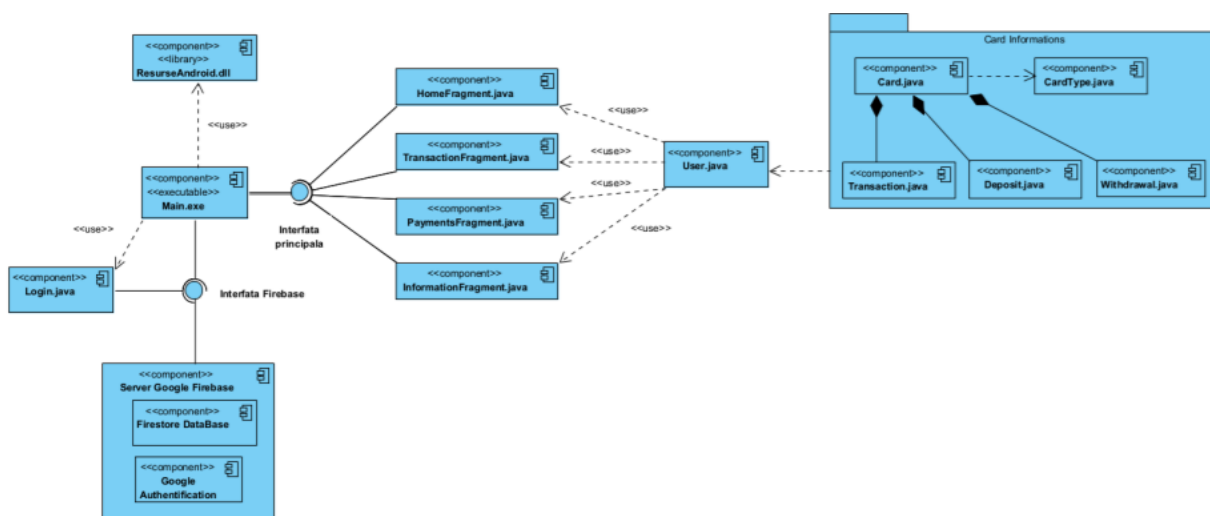 <<component>>
<<library>>
ResurseAndroid.dll
<<use>>
<<component>>
<<executable>>
Main.exe
<<use>>
<<component>>
Login.java
Interfata Firebase
<<component>>
Server Google Firebase
<<component>>
Firestore DataBase
<<component>>
Google
Authentification
Interfata
principala
<<component>>
HomeFragment.java
<<component>>
TransactionFragment.java
<<component>>
PaymentsFragment.java
<<component>>
InformationFragment.java
<<use>>
<<use>>
<<use>>
<<use>>
<<component>>
User.java
Card Informations
<<component>>
Card.java
<<component>>
CardType.java
<<component>>
Transaction.java
<<component>>
Deposit.java
<<component>>
Withdrawal.java